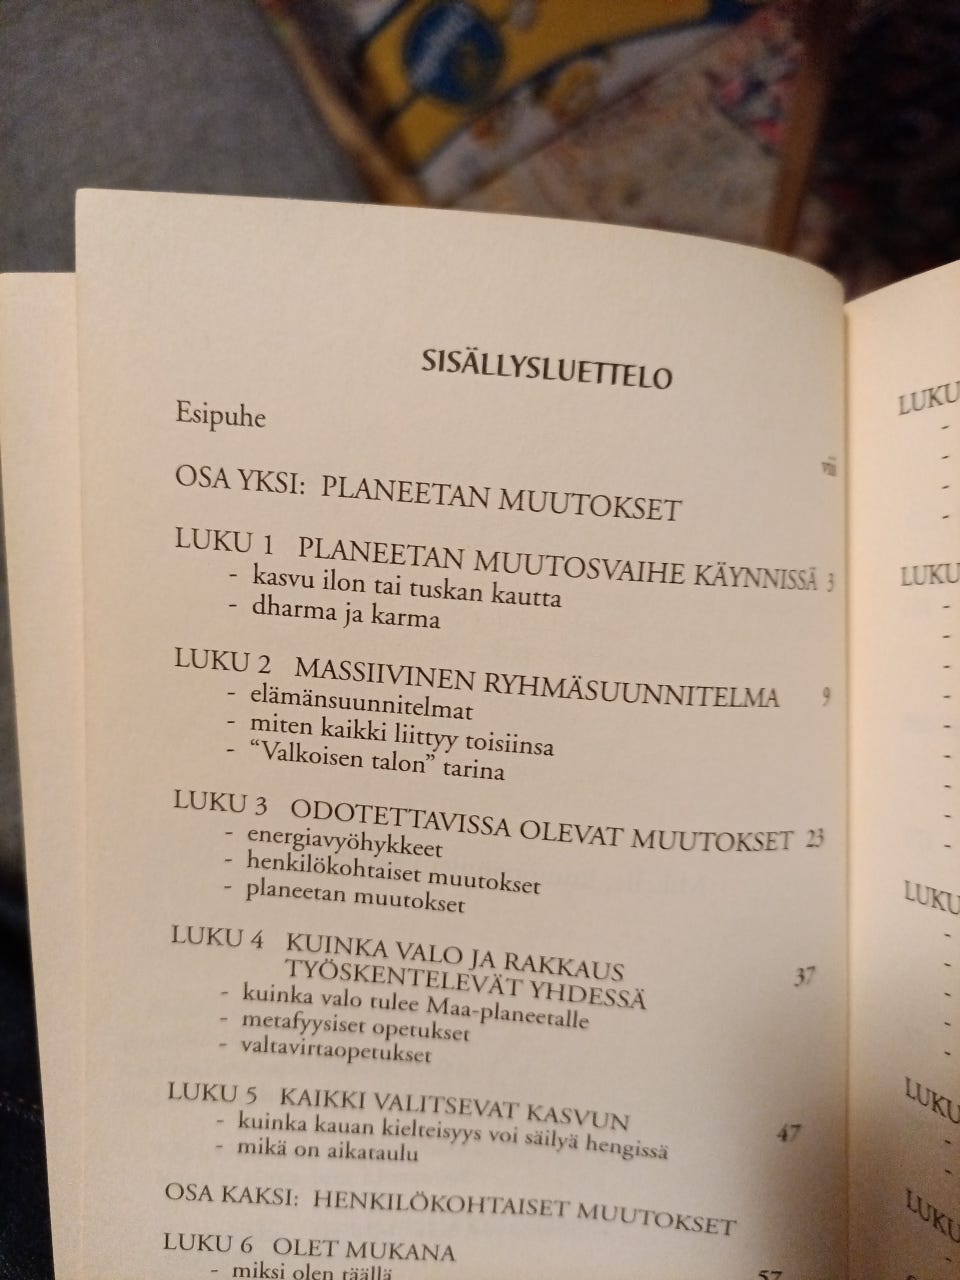 SISÄLLYSLUETTELO
Esipuhe viii
OSA YKSI: PLANEETAN MUUTOKSET
LUKU 1 PLANEETAN MUUTOSVAIHE KÄYNNISSÄ 3
- kasvu ilon tai tuskan kautta
- dharma ja karma
LUKU 2 MASSIIVINEN RYHMÄSUUNNITELMA 9
- elämänsuunnitelmat
- miten kaikki liittyy toisiinsa
- “Valkoisen talon” tarina
LUKU 3 ODOTETTAVISSA OLEVAT MUUTOKSET 23
- energiavyöhykkeet
- henkilökohtaiset muutokset
- planeetan muutokset
LUKU 4 KUINKA VALO JA RAKKAUS
TYÖSKENTELEVÄT YHDESSÄ 37
- kuinka valo tulee Maa-planeetalle
- metafyysiset opetukset
- valtavirtaopetukset
LUKU 5 KAIKKI VALITSEVAT KASVUN 47
- kuinka kauan kielteisyys voi säilyä hengissä
- mikä on aikataulu
OSA KAKSI: HENKILÖKOHTAISET MUUTOKSET
LUKU 6 OLET MUKANA 57
- miksi olen täällä
LUKU
-
-
-
-
LUKU
-
-
-
-
-
-
-
-
-
LUKU
-
-
-
-
-
LUKU
-
-
LUKU
-